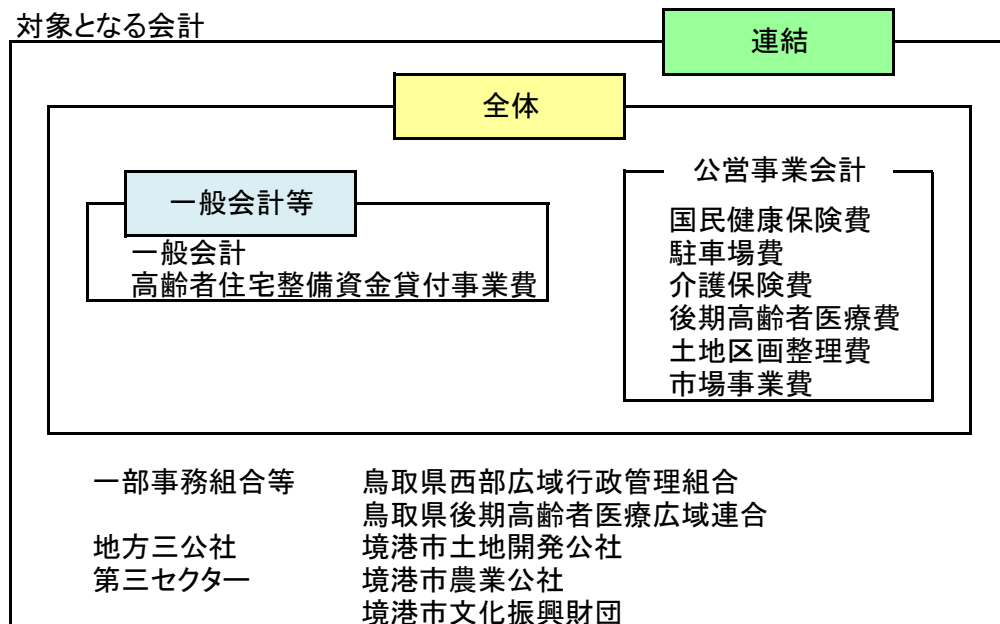 対象となる会計
連結
全体
一般会計等
一般会計
高齢者住宅整備資金貸付事業費
公営事業会計
国民健康保険費
駐車場費
介護保険費
後期高齢者医療費
土地区画整理費
市場事業費
一部事務組合等 鳥取県西部広域行政管理組合
鳥取県後期高齢者医療広域連合
地方三公社 境港市土地開発公社
第三セクター 境港市農業公社
境港市文化振興財団